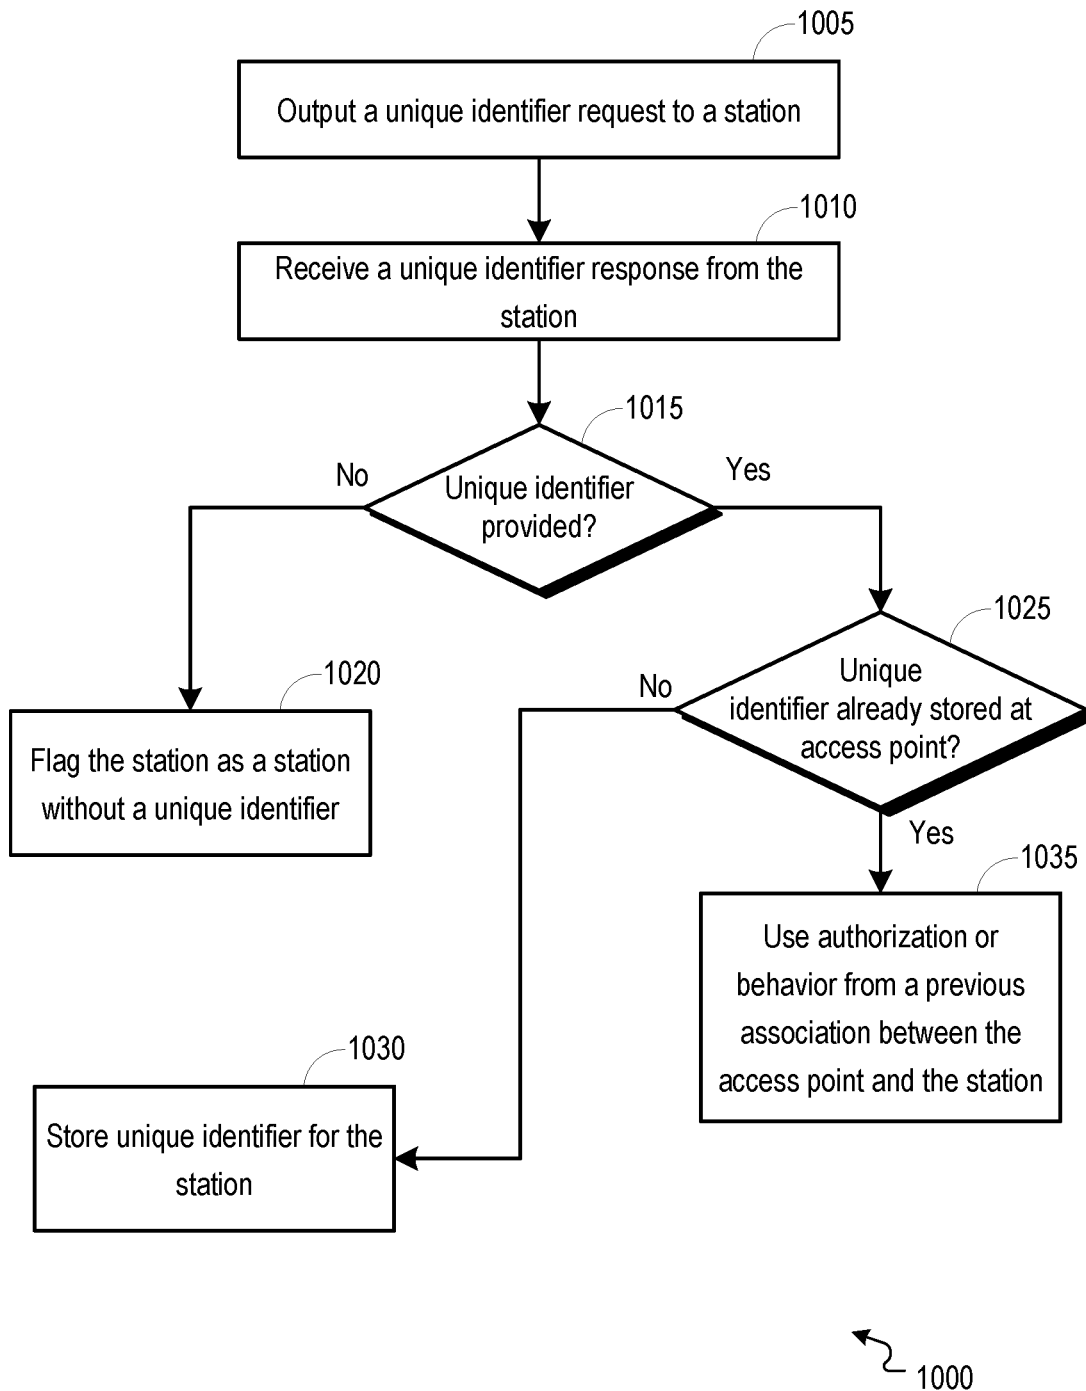 1005
Output a unique identifier request to a station
1010
Receive a unique identifier response from the
station
1015
No
Yes
Unique identifier
provided?
1025
1020
No
Unique
identifier already stored at
access point?
Flag the station as a station
without a unique identifier
Yes
1035
Use authorization or
behavior from a previous
association between the
access point and the station
1030
Store unique identifier for the
station
1000